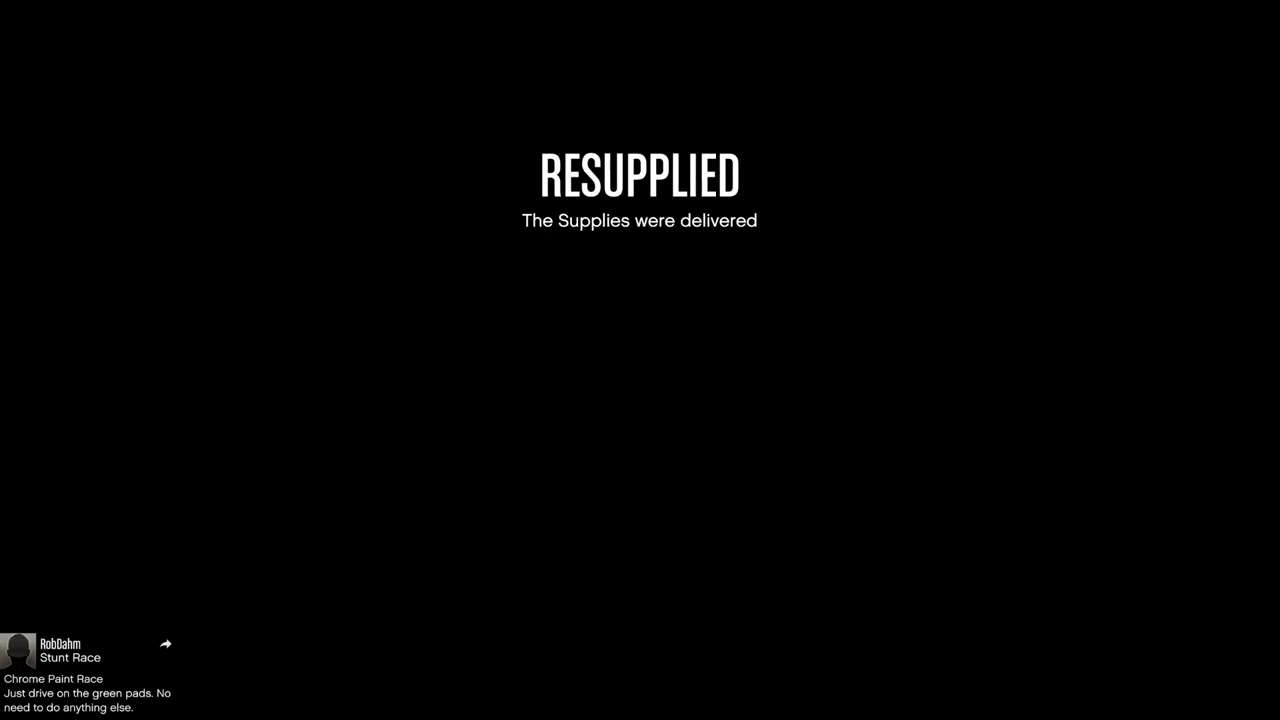 RESUPPLIED
The Supplies were delivered
RobDahm
Stunt Race
Chrome Paint Race
Just drive on the green pads. No
need to do anything else.